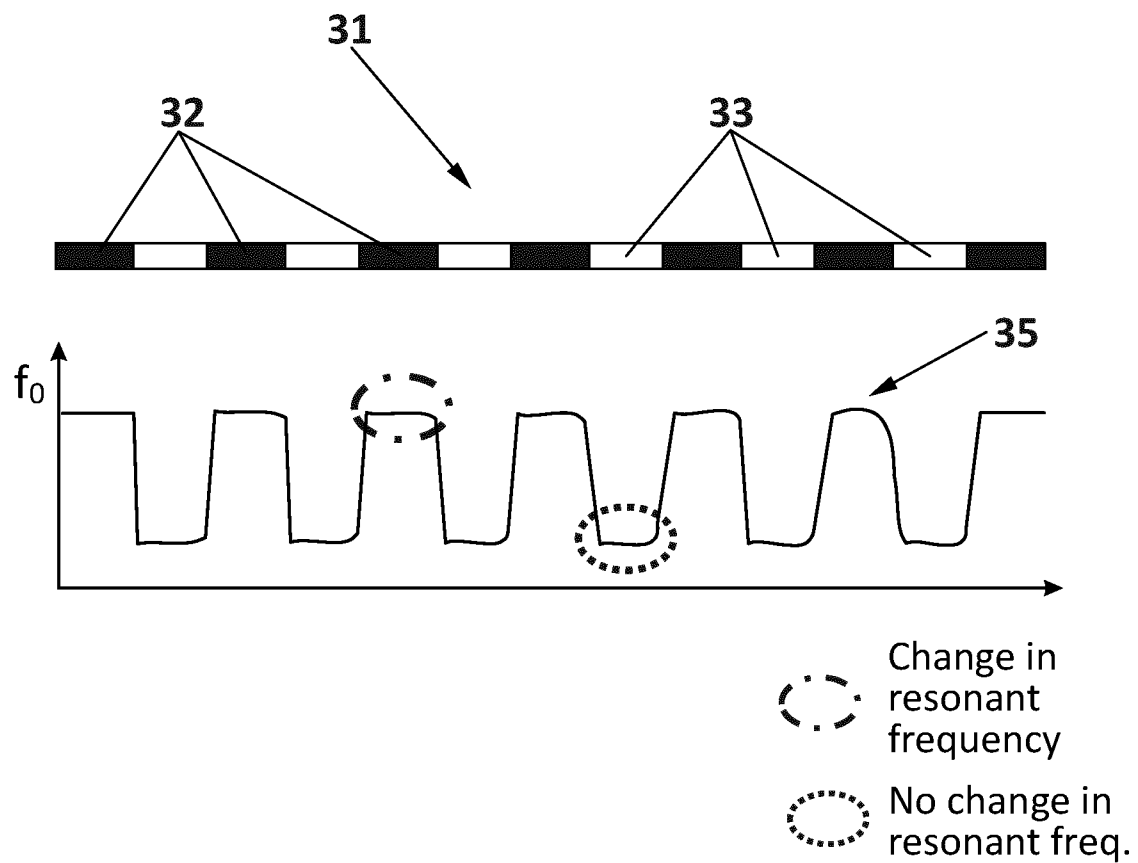 31
32
33
35
f₀
Change in
resonant
frequency
No change in
resonant freq.